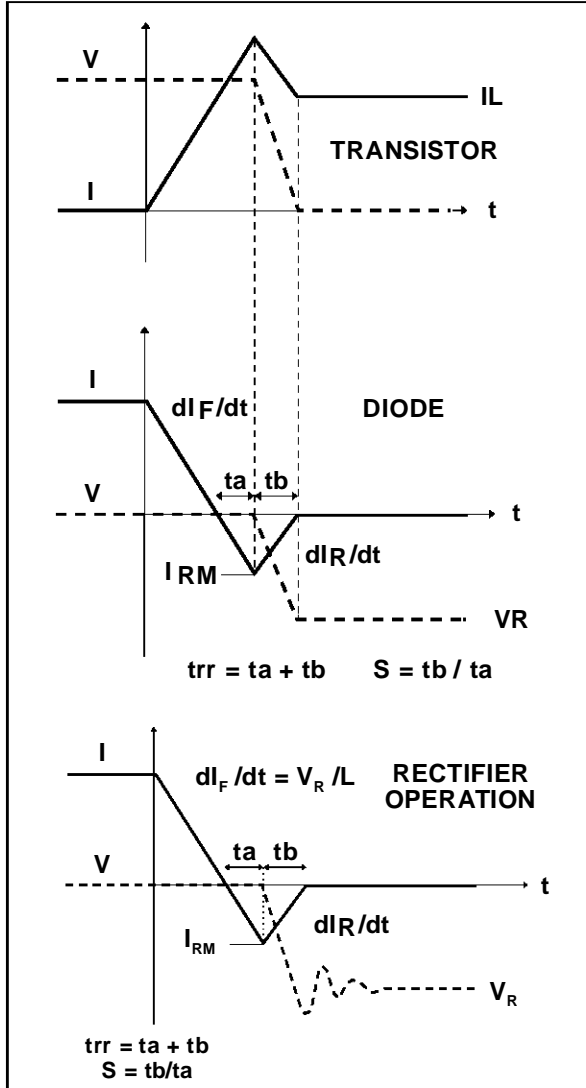 V
IL
TRANSISTOR
I
t
I
dIF/dt
DIODE
ta tb
V
t
IRM
dIR/dt
VR
trr = ta + tb S = tb / ta
I
dIF /dt = VR /L
RECTIFIER
OPERATION
ta tb
V
t
IRM
dIR/dt
VR
trr = ta + tb
S = tb/ta